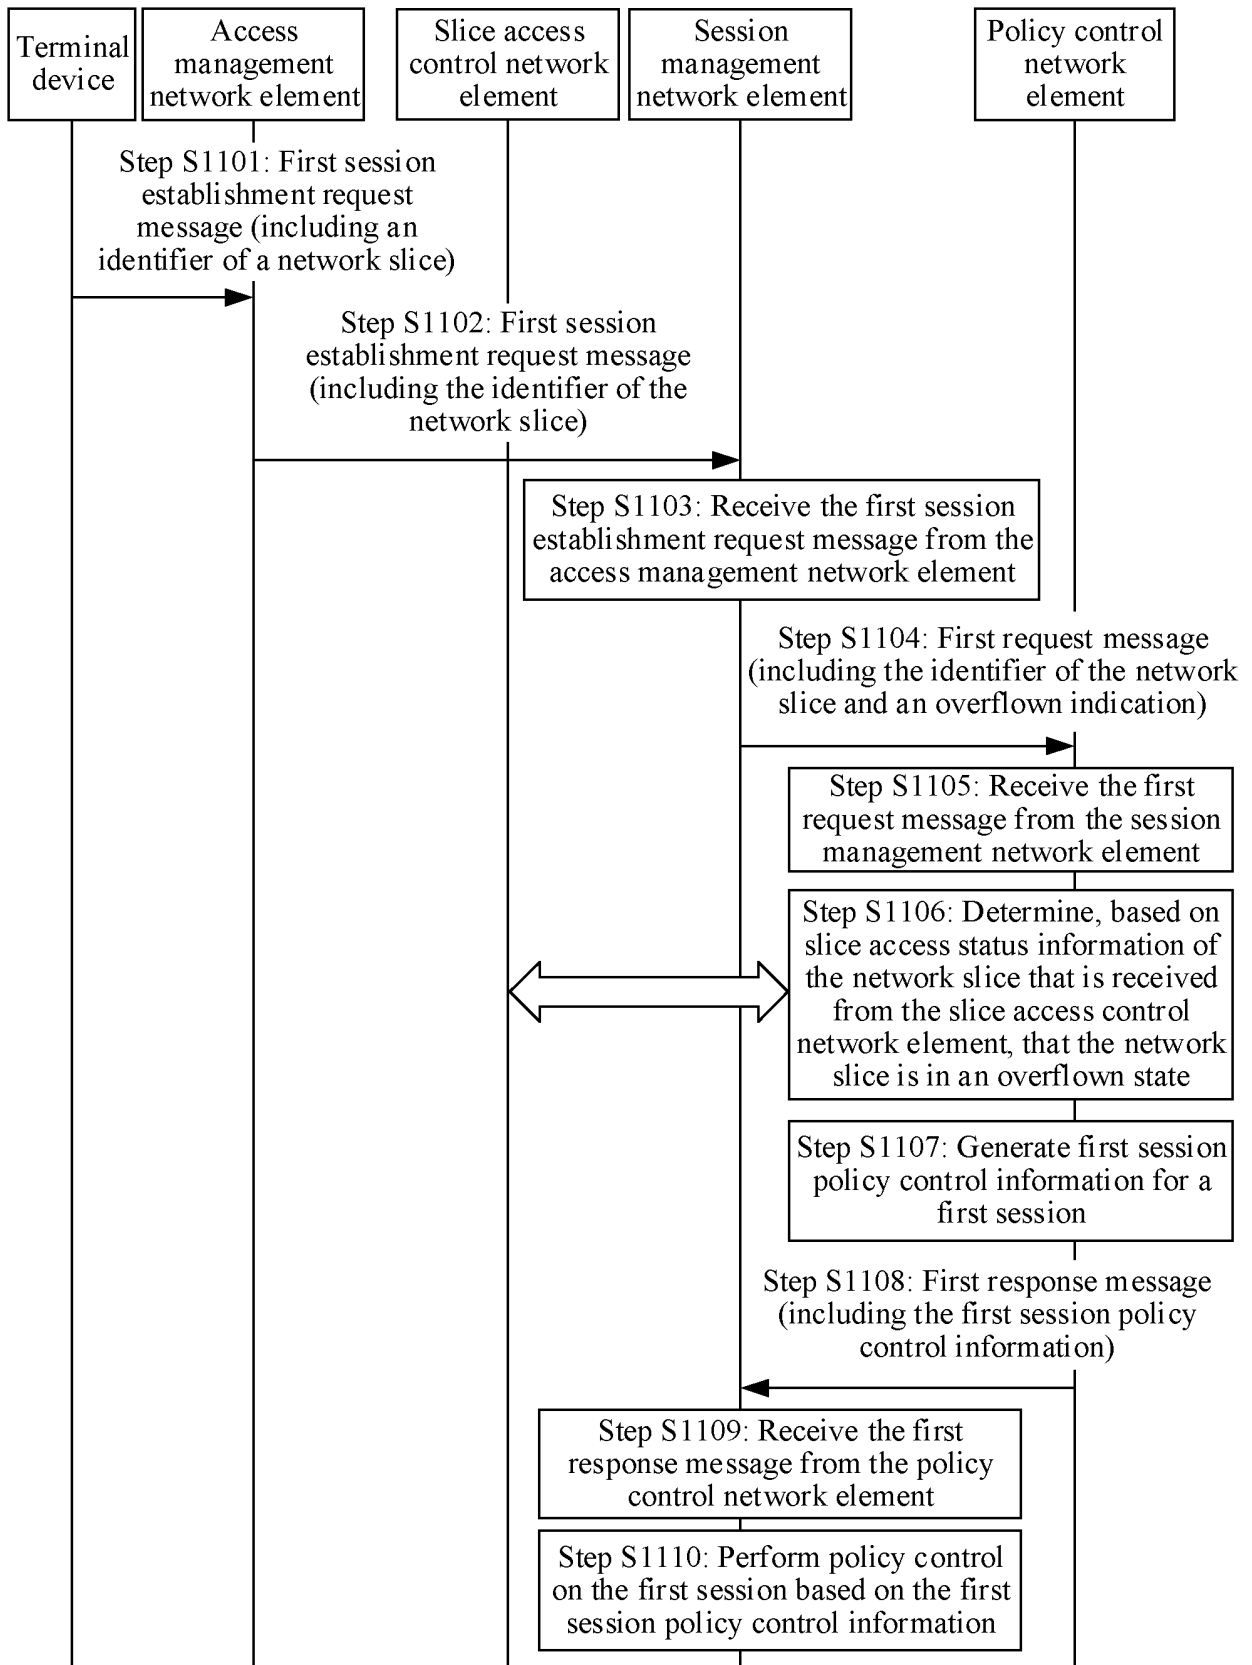 Terminal
device
Access
management
network element
Slice access
control network
element
Session
management
network element
Policy control
network
element
Step S1101: First session
establishment request
message (including an
identifier of a network slice)
Step S1102: First session
establishment request message
(including the identifier of the
network slice)
Step S1103: Receive the first session
establishment request message from the
access management network element
Step S1104: First request message
(including the identifier of the network
slice and an overflown indication)
Step S1105: Receive the first
request message from the session
management network element
Step S1106: Determine, based on
slice access status information of
the network slice that is received
from the slice access control
network element, that the network
slice is in an overflown state
Step S1107: Generate first session
policy control information for a
first session
Step S1108: First response message
(including the first session policy
control information)
Step S1109: Receive the first
response message from the policy
control network element
Step S1110: Perform policy control
on the first session based on the first
session policy control information